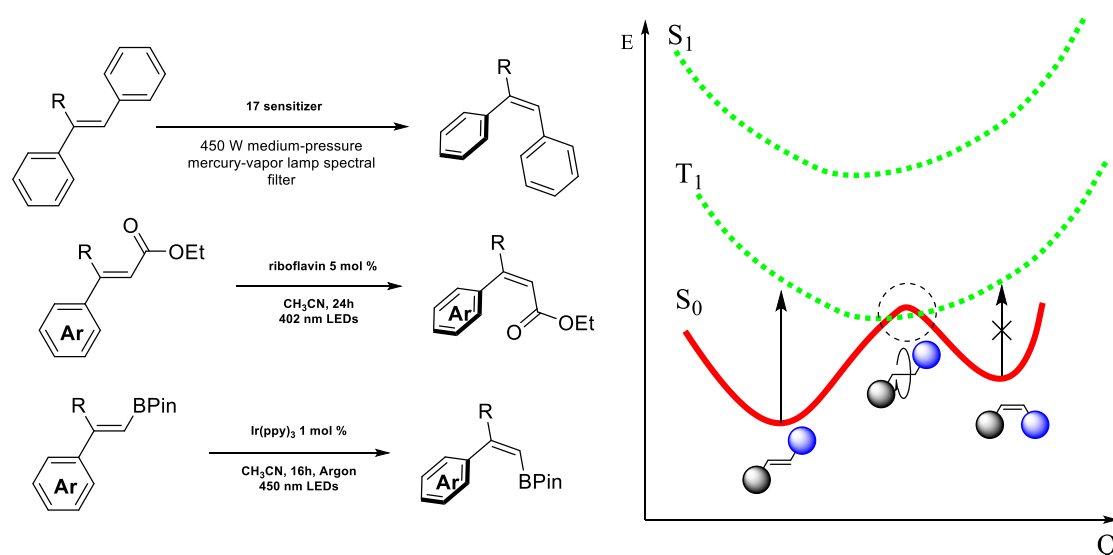 R
17 sensitizer
450 W medium-pressure
mercury-vapor lamp spectral
filter
R
R
O
OEt
Ar
riboflavin 5 mol %
CH3CN, 24h
402 nm LEDs
R
Ar
O
OEt
R
BPin
Ar
Ir(ppy)3 1 mol %
CH3CN, 16h, Argon
450 nm LEDs
R
Ar
BPin
E
S1
T1
S0